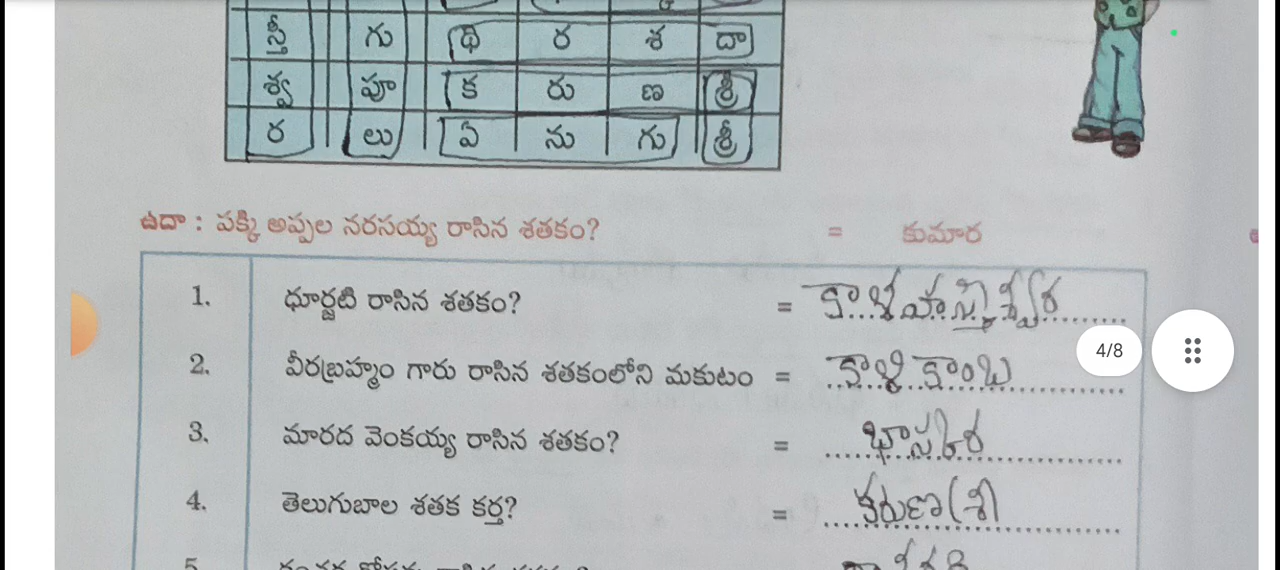 స్తీ గు థి ర శ దా
శ్వ పూ క రు ణ శ్రీ
ర లు ఏ ను గు శ్రీ
ఉదా : పక్కి అప్పల నరసయ్య రాసిన శతకం? = కుమార
1. ధూర్జటి రాసిన శతకం? = కాళహస్తీశ్వర
2. వీరబ్రహ్మం గారు రాసిన శతకంలోని మకుటం = కాళికాంబ
3. మారద వెంకయ్య రాసిన శతకం? = భాస్కర
4. తెలుగుబాల శతక కర్త? = కరుణశ్రీ
5.
4/8